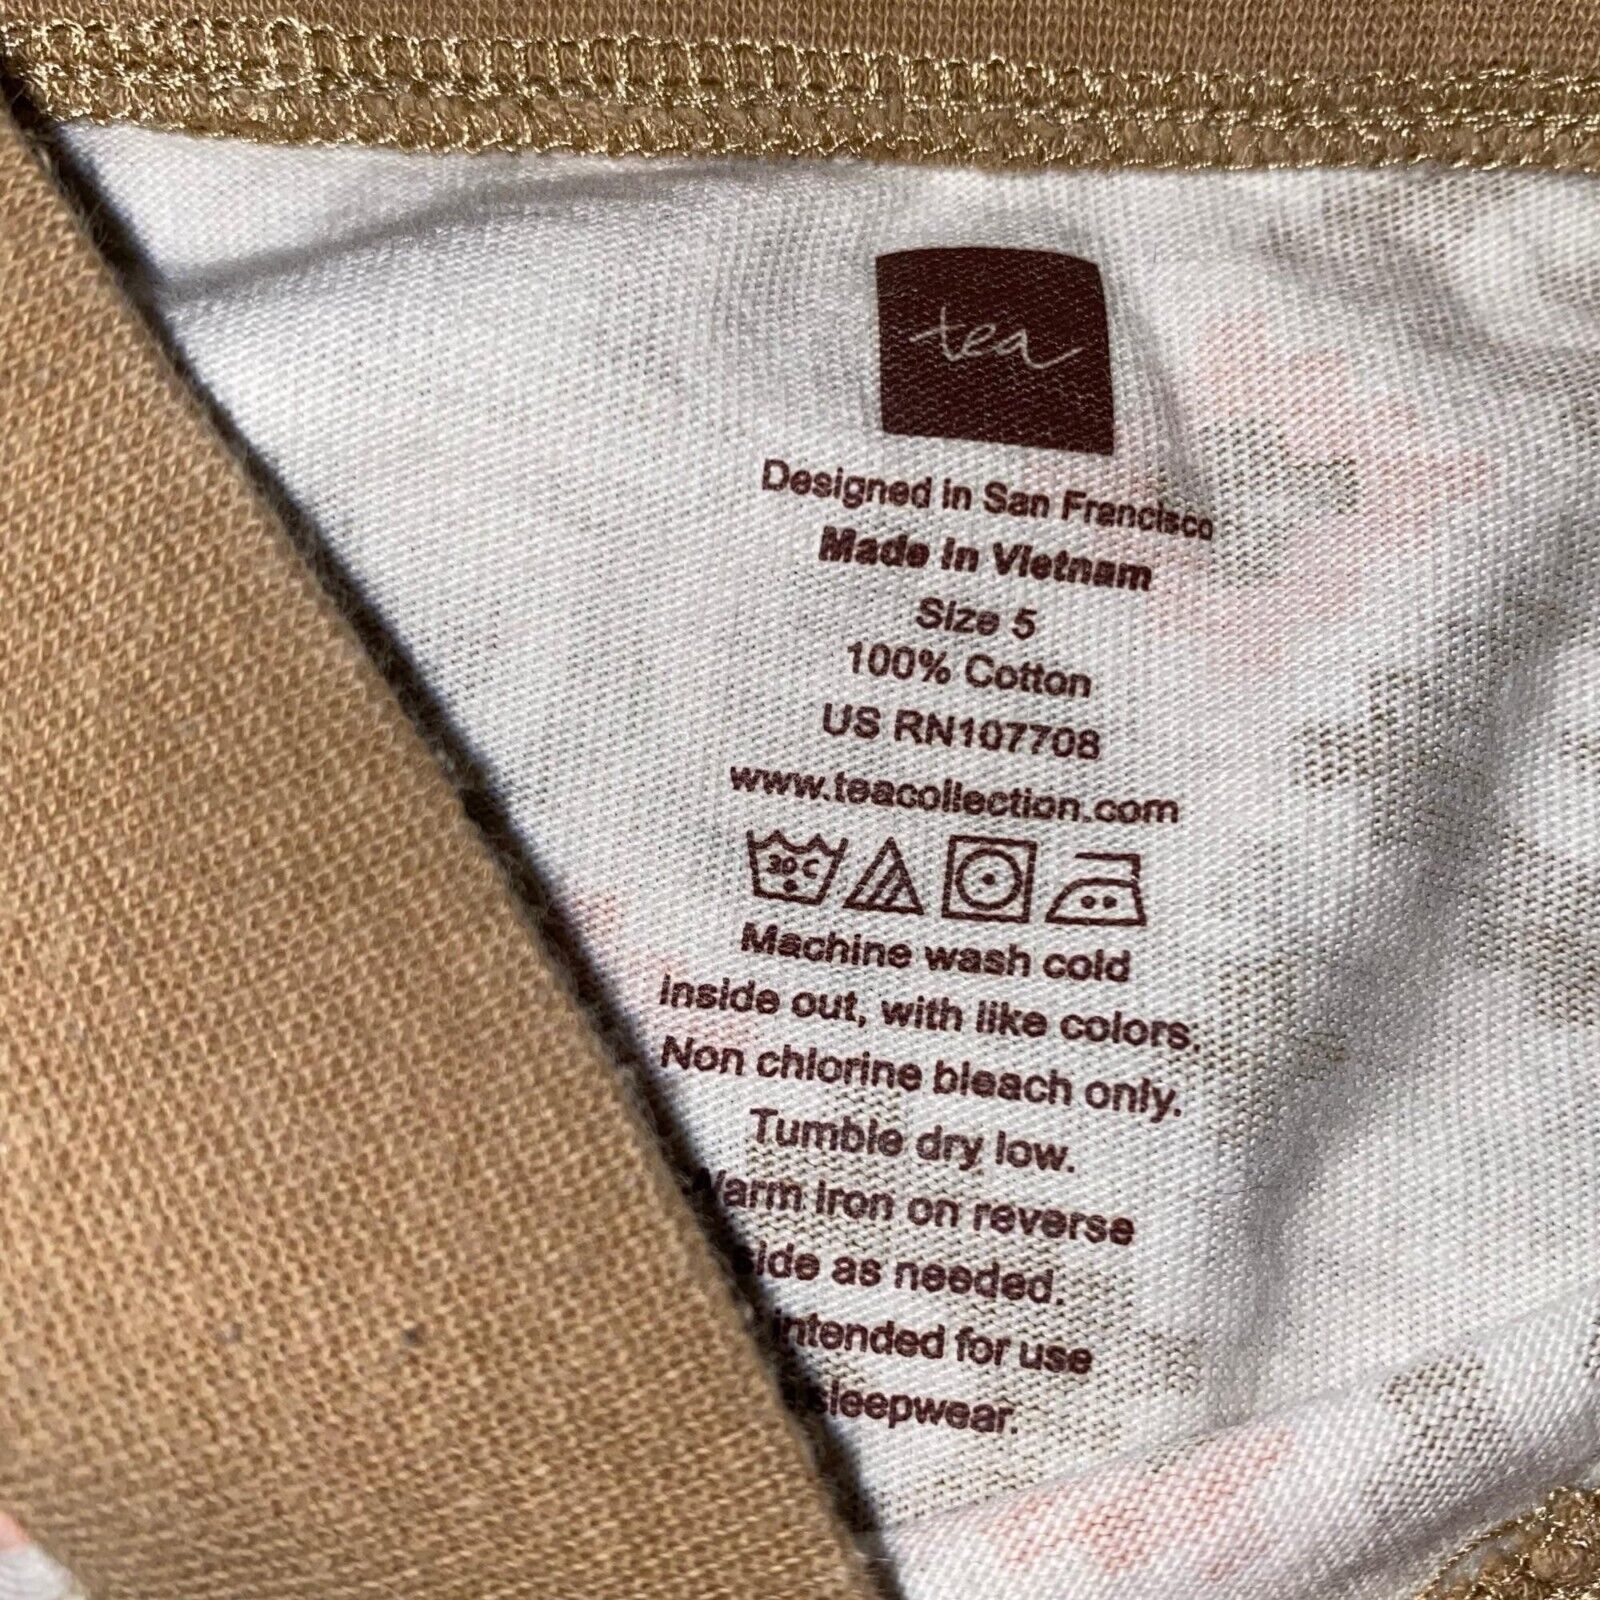 tea
Designed in San Francisco
Made in Vietnam
Size 5
100% Cotton
US RN107708
www.teacollection.com
30 C
Machine wash cold
inside out, with like colors.
Non chlorine bleach only.
Tumble dry low.
Warm iron on reverse
side as needed.
intended for use
sleepwear.